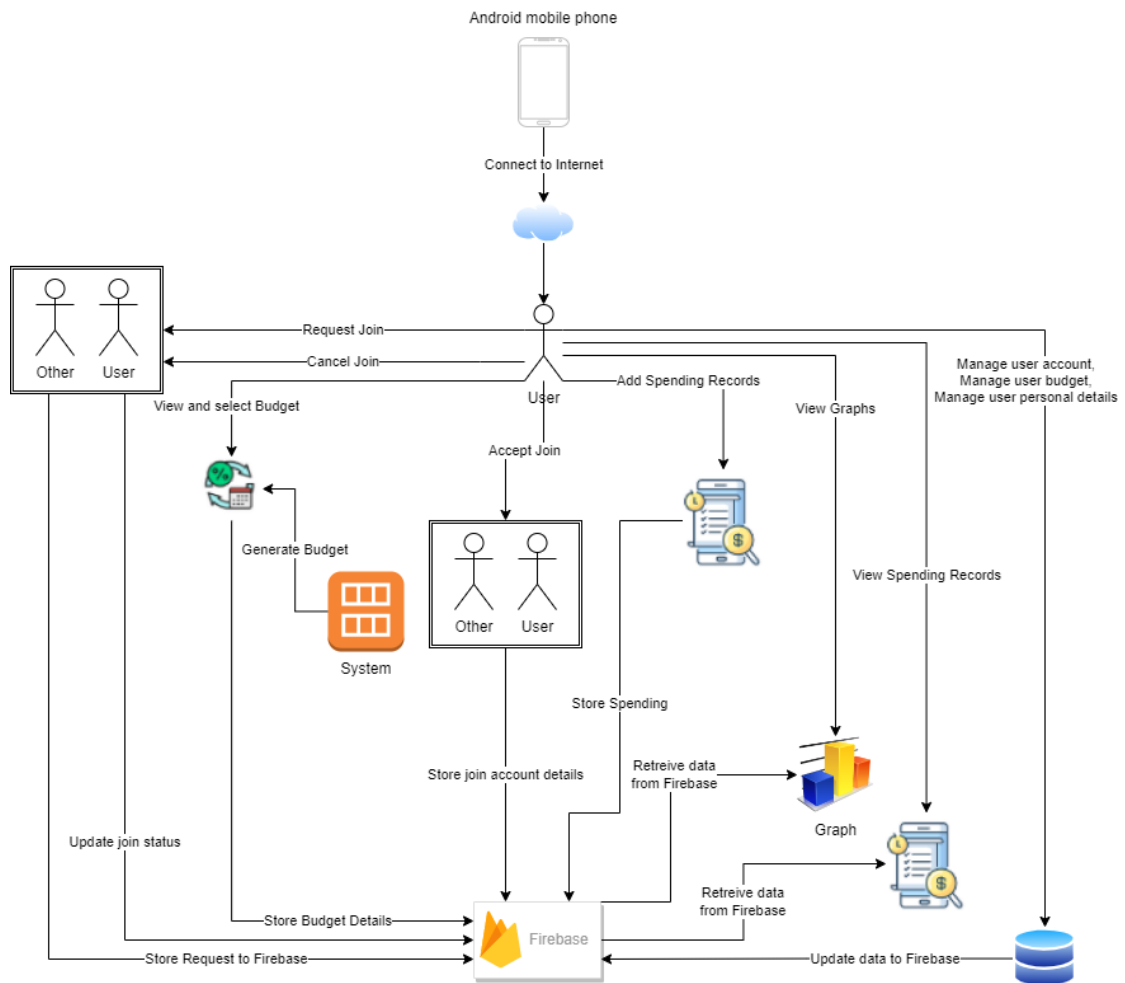 Android mobile phone
Connect to Internet
Request Join
Cancel Join
Other
User
User
Manage user account,
Manage user budget,
Manage user personal details
Add Spending Records
View and select Budget
View Graphs
Accept Join
Generate Budget
System
Other
User
View Spending Records
Store Spending
Retreive data
from Firebase
Store join account details
Graph
Update join status
Retreive data
from Firebase
Store Budget Details
Firebase
Store Request to Firebase
Update data to Firebase